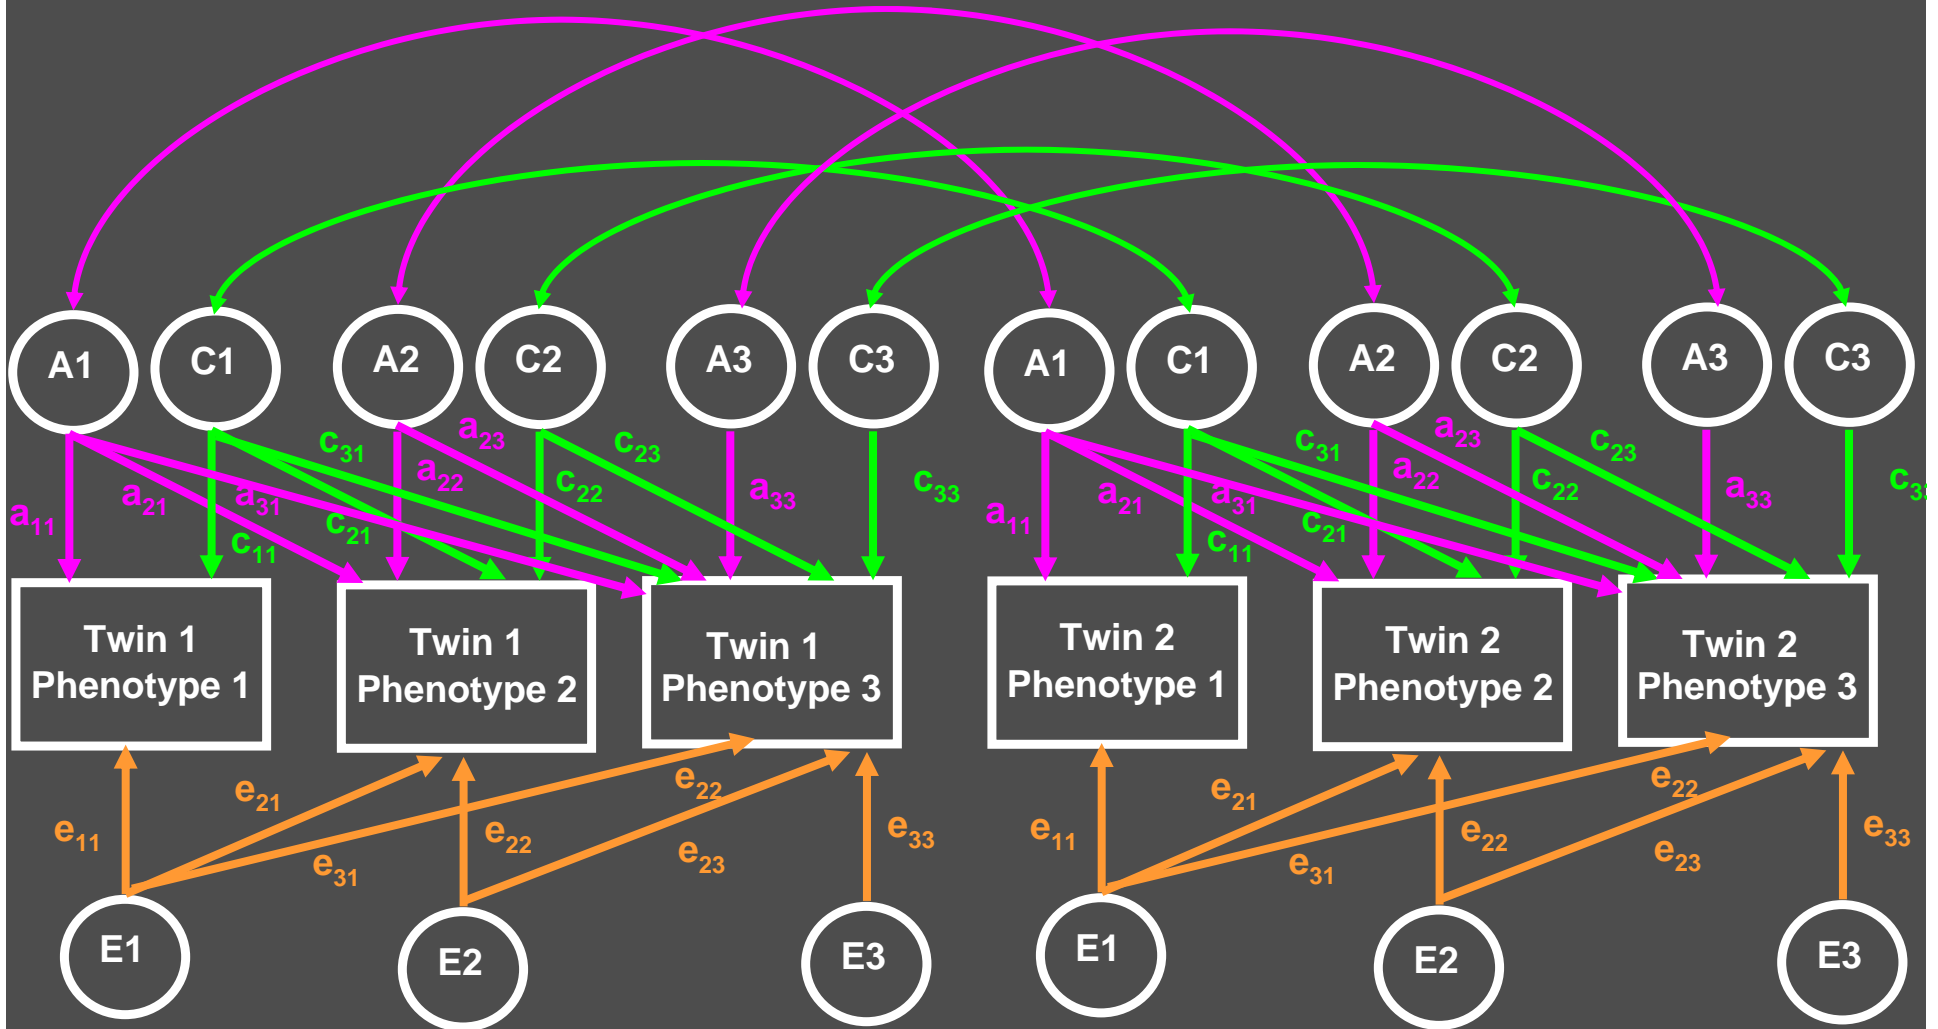 A1 C1 A2 C2 A3 C3 A1 C1 A2 C2 A3 C3
a23 a23
c31 c23 c31 c23
a22 c22 c33 a22 c22 c33
a21 a31 a33 a21 a31 a33
a11 c21 a11 c21
c11 c11
Twin 1 Twin 1 Twin 1 Twin 2 Twin 2 Twin 2
Phenotype 1 Phenotype 2 Phenotype 3 Phenotype 1 Phenotype 2 Phenotype 3
e21 e22 e21 e22
e11 e22 e33 e11 e22 e33
e31 e23 e31 e23
E1 E2 E3 E1 E2 E3